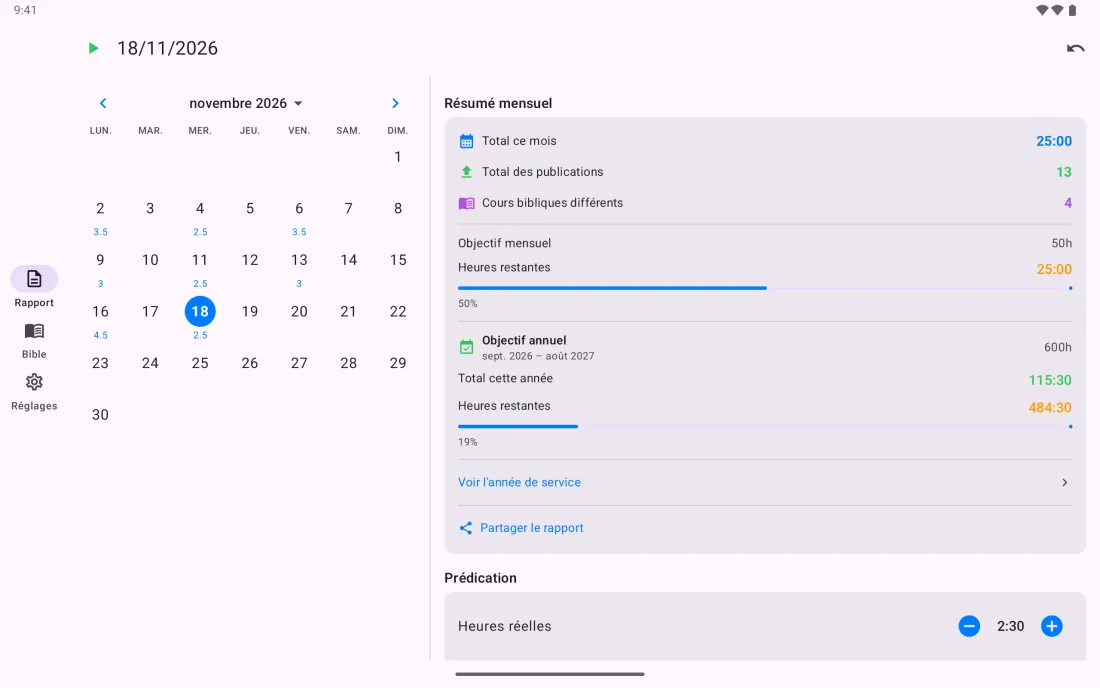 9:41
18/11/2026
novembre 2026
LUN. MAR. MER. JEU. VEN. SAM. DIM.
1
2 3 4 5 6 7 8
3.5 2.5 3.5
9 10 11 12 13 14 15
3 2.5 3
16 17 18 19 20 21 22
4.5 2.5
23 24 25 26 27 28 29
30
Rapport
Bible
Réglages
Résumé mensuel
Total ce mois 25:00
Total des publications 13
Cours bibliques différents 4
Objectif mensuel 50h
Heures restantes 25:00
50%
Objectif annuel 600h
sept. 2026 – août 2027
Total cette année 115:30
Heures restantes 484:30
19%
Voir l'année de service
Partager le rapport
Prédication
Heures réelles 2:30